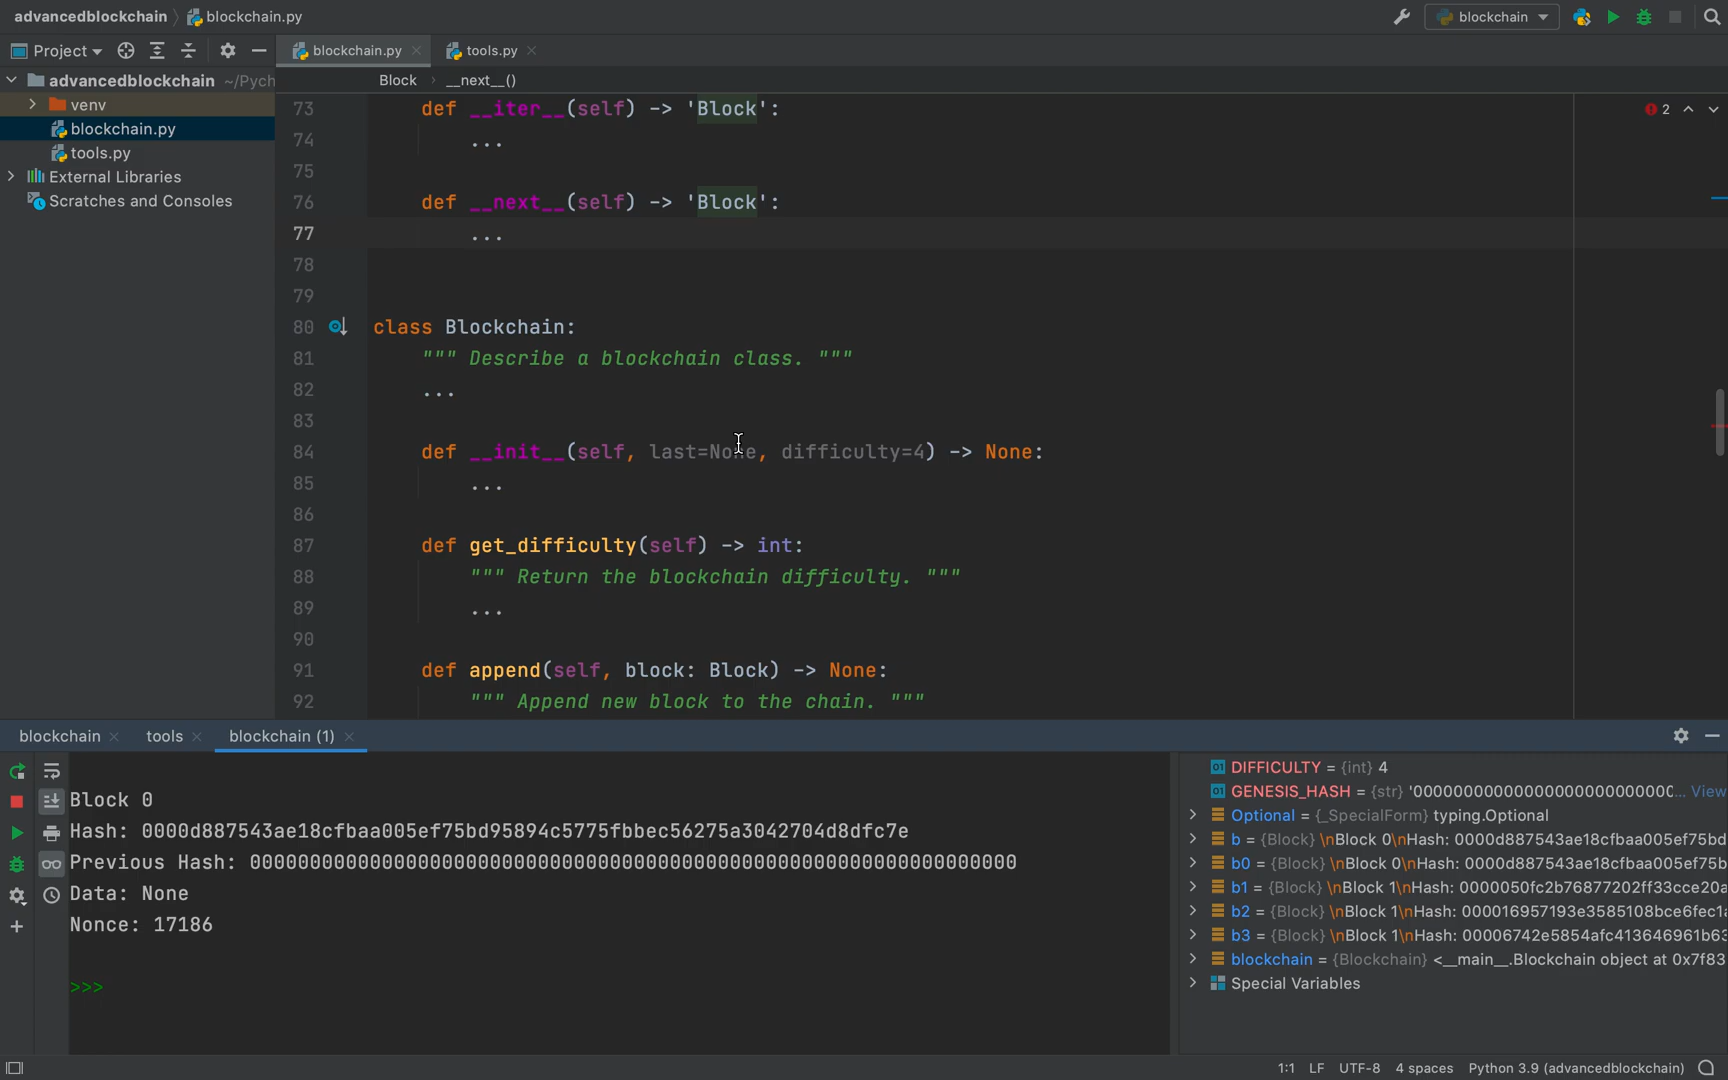 advancedblockchain blockchain.py blockchain
Project blockchain.py tools.py
advancedblockchain ~/Pych Block __next__()
venv
blockchain.py
tools.py
External Libraries
Scratches and Consoles
73 def __iter__(self) -> 'Block': 2
74 ...
75
76 def __next__(self) -> 'Block':
77 ...
78
79
80 class Blockchain:
81 """ Describe a blockchain class. """
82 ...
83
84 def __init__(self, last=None, difficulty=4) -> None:
85 ...
86
87 def get_difficulty(self) -> int:
88 """ Return the blockchain difficulty. """
89 ...
90
91 def append(self, block: Block) -> None:
92 """ Append new block to the chain. """
blockchain tools blockchain (1)
Block 0
Hash: 0000d887543ae18cfbaa005ef75bd95894c5775fbbec56275a3042704d8dfc7e
Previous Hash: 0000000000000000000000000000000000000000000000000000000000000000
Data: None
Nonce: 17186
>>>
DIFFICULTY = {int} 4
GENESIS_HASH = {str} '0000000000000000000000000000... View
Optional = {_SpecialForm} typing.Optional
b = {Block} \nBlock 0\nHash: 0000d887543ae18cfbaa005ef75bd
b0 = {Block} \nBlock 0\nHash: 0000d887543ae18cfbaa005ef75b
b1 = {Block} \nBlock 1\nHash: 0000050fc2b76877202ff33cce20a
b2 = {Block} \nBlock 1\nHash: 000016957193e3585108bce6fec1
b3 = {Block} \nBlock 1\nHash: 00006742e5854afc413646961b63
blockchain = {Blockchain} <__main__.Blockchain object at 0x7f83
Special Variables
1:1 LF UTF-8 4 spaces Python 3.9 (advancedblockchain)